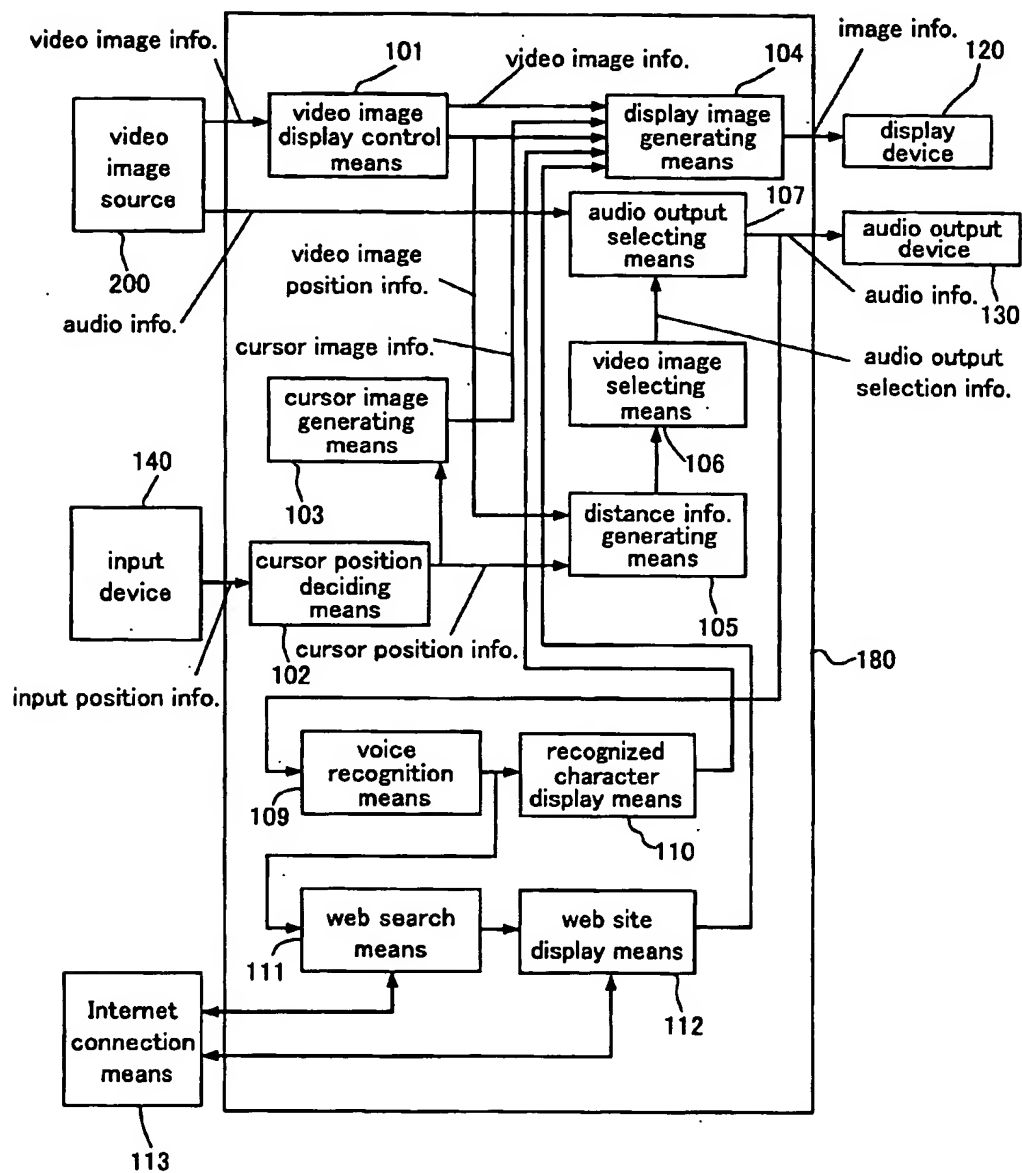 video image info.
101
video image info.
104
image info.
120
video
image
source
video image
display control
means
display image
generating
means
display
device
200
audio info.
video image
position info.
audio output
selecting
means
107
audio output
device
130
audio info.
cursor image info.
video image
selecting
means
106
audio output
selection info.
cursor image
generating
means
103
140
input
device
cursor position
deciding
means
102
distance info.
generating
means
105
cursor position info.
input position info.
180
voice
recognition
means
109
recognized
character
display means
110
web search
means
111
web site
display means
112
Internet
connection
means
113